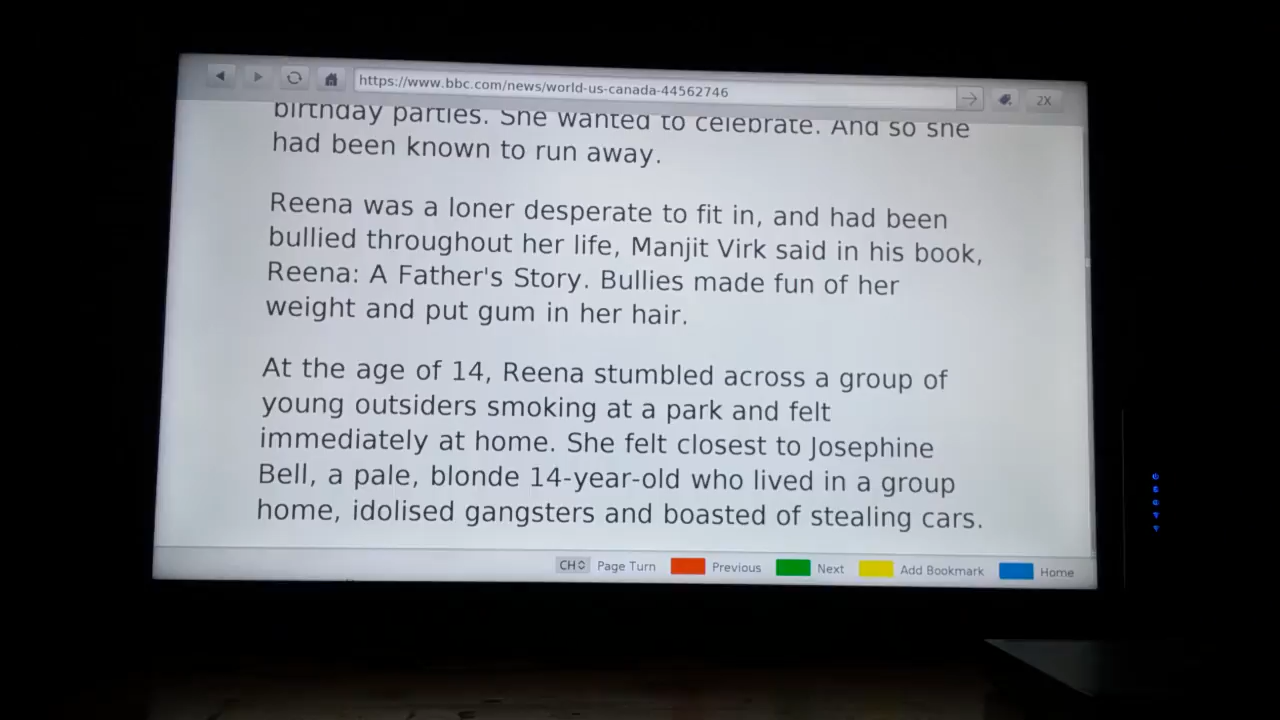 https://www.bbc.com/news/world-us-canada-44562746
2X
birthday parties. She wanted to celebrate. And so she
had been known to run away.
Reena was a loner desperate to fit in, and had been
bullied throughout her life, Manjit Virk said in his book,
Reena: A Father's Story. Bullies made fun of her
weight and put gum in her hair.
At the age of 14, Reena stumbled across a group of
young outsiders smoking at a park and felt
immediately at home. She felt closest to Josephine
Bell, a pale, blonde 14-year-old who lived in a group
home, idolised gangsters and boasted of stealing cars.
CH Page Turn Previous Next Add Bookmark Home